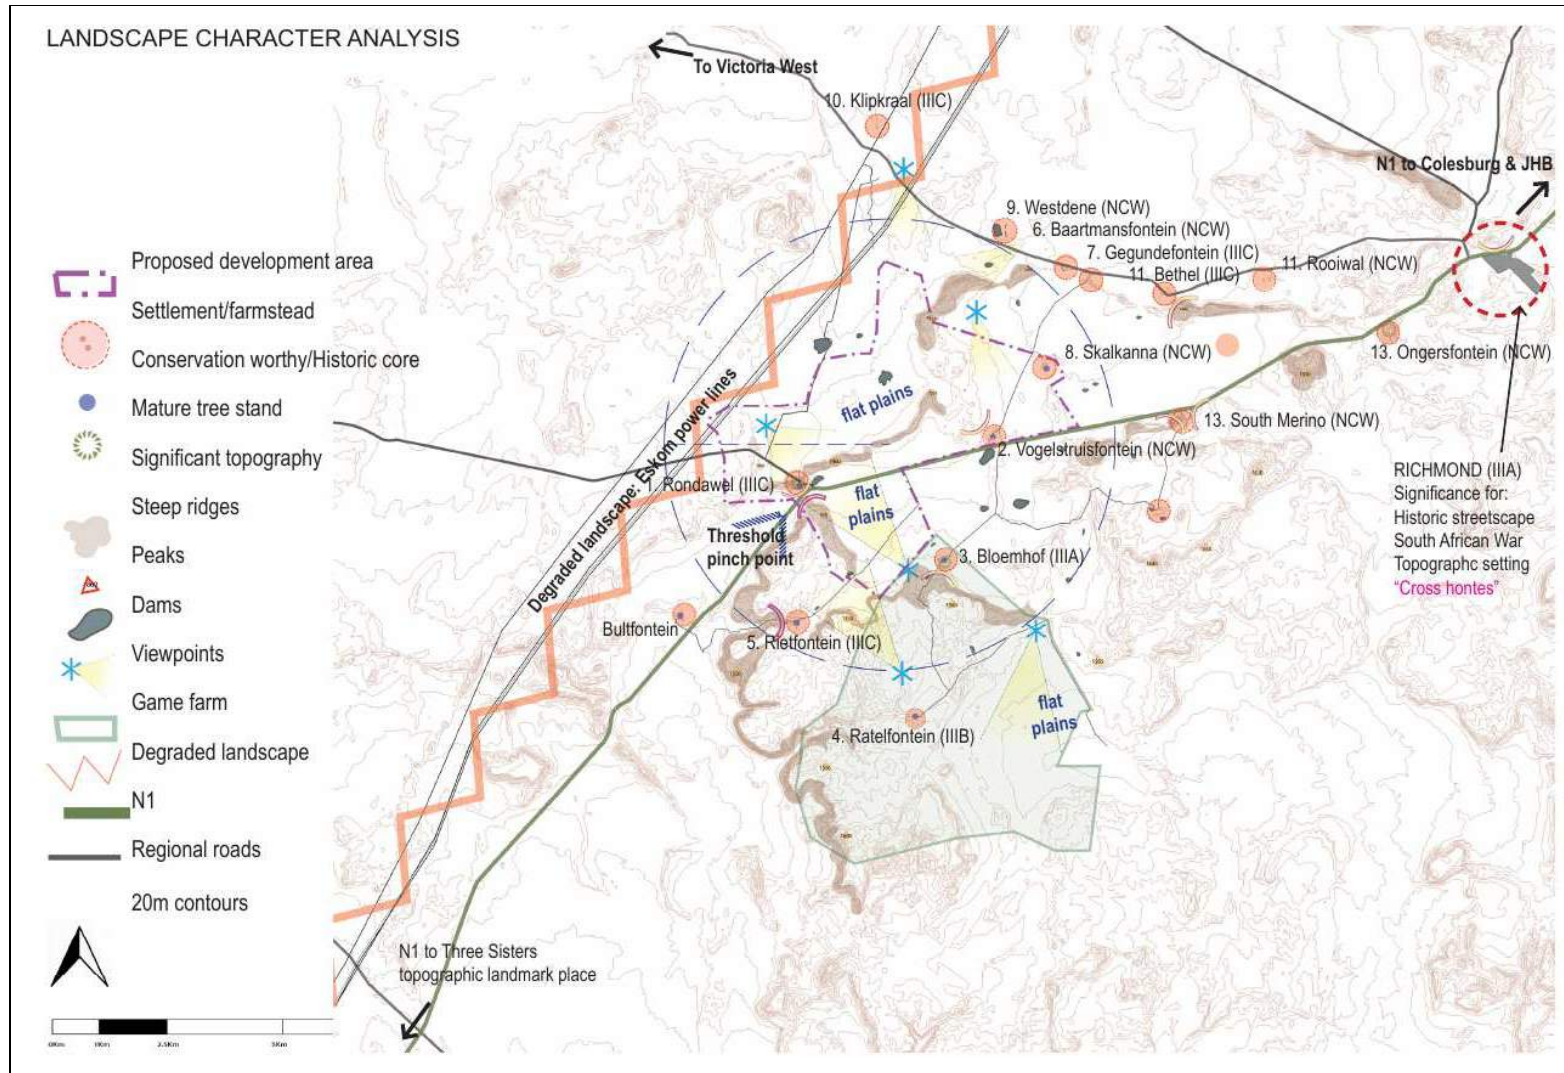 LANDSCAPE CHARACTER ANALYSIS
To Victoria West
10. Klipkraal (IIIC)
N1 to Colesburg & JHB
9. Westdene (NCW)
6. Baartmansfontein (NCW)
7. Gegundefontein (IIIC)
11. Bethel (IIIC)
11. Rooiwal (NCW)
Proposed development area
Settlement/farmstead
Conservation worthy/Historic core
Mature tree stand
Significant topography
Steep ridges
Peaks
Dams
Viewpoints
Game farm
Degraded landscape
N1
Regional roads
20m contours
8. Skalkanna (NCW)
13. Ongersfontein (NCW)
flat plains
Degraded landscape: Eskom power lines
13. South Merino (NCW)
2. Vogelstruisfontein (NCW)
1. Rondawel (IIIC)
flat
plains
Threshold
pinch point
3. Bloemhof (IIIA)
RICHMOND (IIIA)
Significance for:
Historic streetscape
South African War
Topographc setting
“Cross hontes”
Bultfontein
5. Rietfontein (IIIC)
flat
plains
4. Ratelfontein (IIIB)
N1 to Three Sisters
topographic landmark place
0Km
1Km
2.5Km
5Km